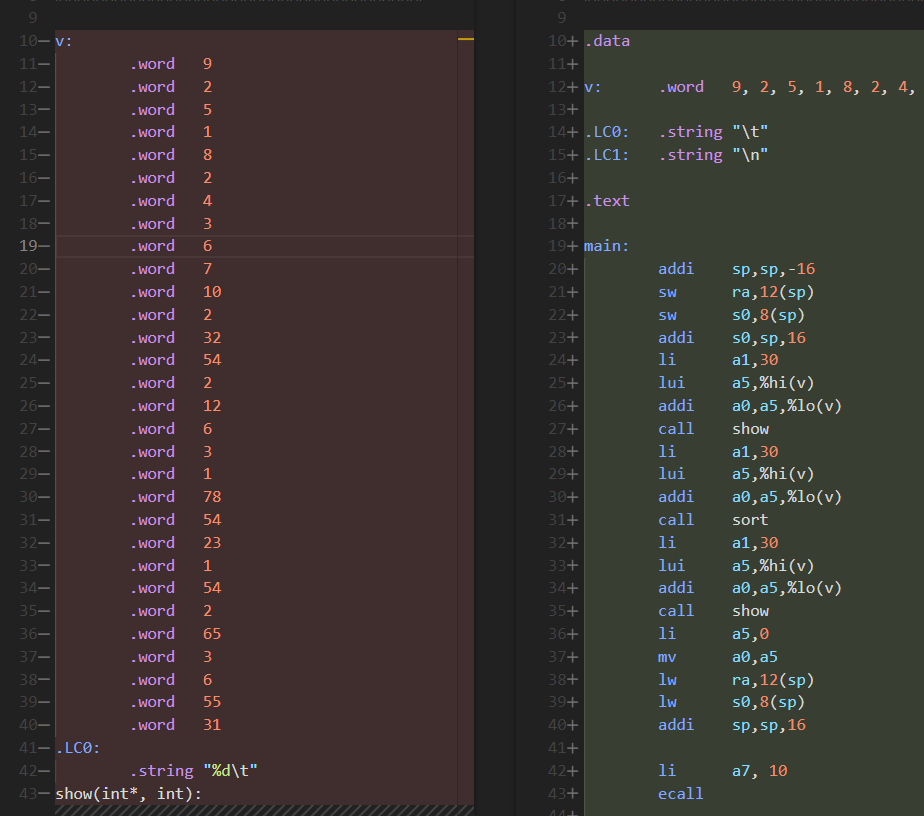 9
10— v:
11— .word 9
12— .word 2
13— .word 5
14— .word 1
15— .word 8
16— .word 2
17— .word 4
18— .word 3
19— .word 6
20— .word 7
21— .word 10
22— .word 2
23— .word 32
24— .word 54
25— .word 2
26— .word 12
27— .word 6
28— .word 3
29— .word 1
30— .word 78
31— .word 54
32— .word 23
33— .word 1
34— .word 54
35— .word 2
36— .word 65
37— .word 3
38— .word 6
39— .word 55
40— .word 31
41— .LC0:
42— .string "%d\t"
43— show(int*, int):
9
10+ .data
11+
12+ v: .word 9, 2, 5, 1, 8, 2, 4,
13+
14+ .LC0: .string "\t"
15+ .LC1: .string "\n"
16+
17+ .text
18+
19+ main:
20+ addi sp,sp,-16
21+ sw ra,12(sp)
22+ sw s0,8(sp)
23+ addi s0,sp,16
24+ li a1,30
25+ lui a5,%hi(v)
26+ addi a0,a5,%lo(v)
27+ call show
28+ li a1,30
29+ lui a5,%hi(v)
30+ addi a0,a5,%lo(v)
31+ call sort
32+ li a1,30
33+ lui a5,%hi(v)
34+ addi a0,a5,%lo(v)
35+ call show
36+ li a5,0
37+ mv a0,a5
38+ lw ra,12(sp)
39+ lw s0,8(sp)
40+ addi sp,sp,16
41+
42+ li a7, 10
43+ ecall